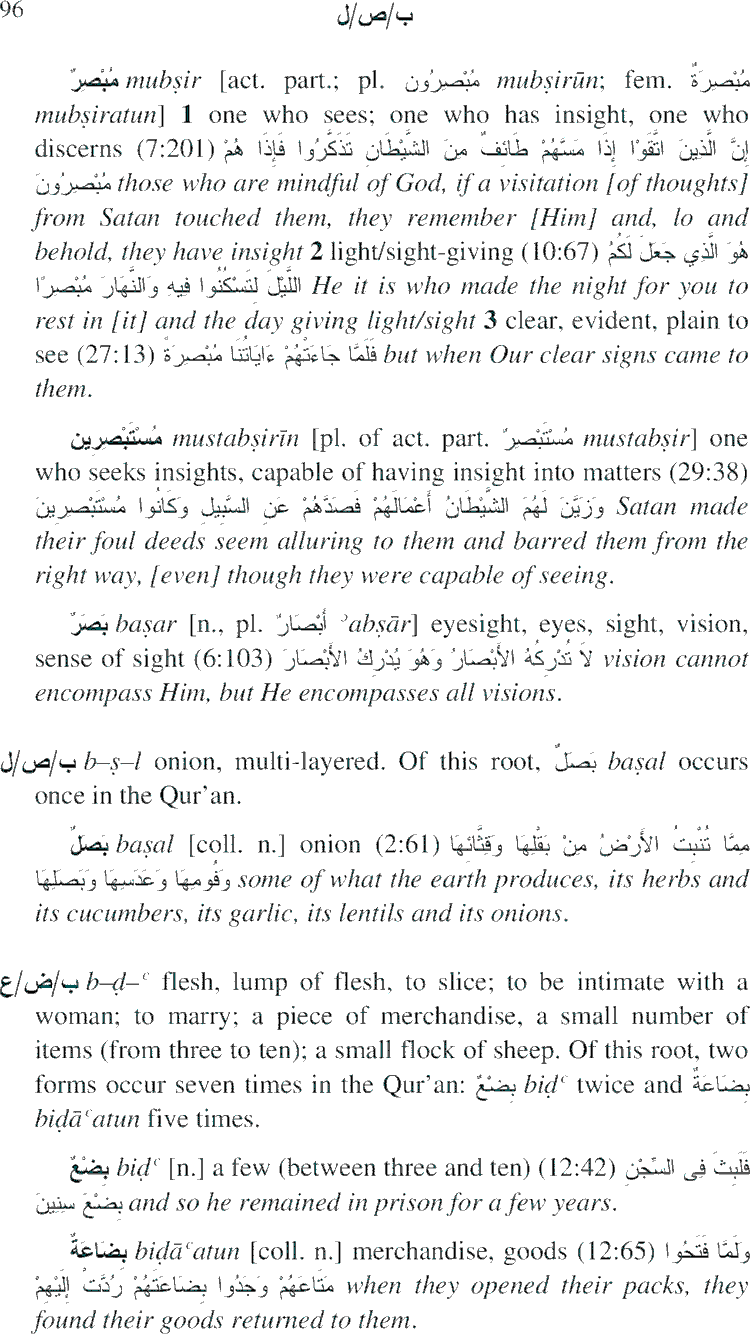 96
ب/ص/ل
مُبْصِرٌ mubṣir [act. part.; pl. مُبْصِرُون mubṣirūn; fem. مُبْصِرَةٌ
mubṣiratun] 1 one who sees; one who has insight, one who
discerns (7:201) إِنَّ الَّذِينَ اتَّقَوْا إِذَا مَسَّهُمْ طَائِفٌ مِنَ الشَّيْطَانِ تَذَكَّرُوا فَإِذَا هُمْ
مُبْصِرُونَ those who are mindful of God, if a visitation [of thoughts]
from Satan touched them, they remember [Him] and, lo and
behold, they have insight 2 light/sight-giving (10:67) هُوَ الَّذِي جَعَلَ لَكُمُ
اللَّيْلَ لِتَسْكُنُوا فِيهِ وَالنَّهَارَ مُبْصِرًا He it is who made the night for you to
rest in [it] and the day giving light/sight 3 clear, evident, plain to
see (27:13) فَلَمَّا جَاءَتْهُمْ ءَايَاتُنَا مُبْصِرَةً but when Our clear signs came to
them.
مُسْتَبْصِرِين mustabṣirīn [pl. of act. part. مُسْتَبْصِرٌ mustabṣir] one
who seeks insights, capable of having insight into matters (29:38)
وَزَيَّنَ لَهُمُ الشَّيْطَانُ أَعْمَالَهُمْ فَصَدَّهُمْ عَنِ السَّبِيلِ وَكَانُوا مُسْتَبْصِرِينَ Satan made
their foul deeds seem alluring to them and barred them from the
right way, [even] though they were capable of seeing.
بَصَرٌ baṣar [n., pl. أَبْصَارٌ ʾabṣār] eyesight, eyes, sight, vision,
sense of sight (6:103) لاَ تُدْرِكُهُ الأَبْصَارُ وَهُوَ يُدْرِكُ الأَبْصَارَ vision cannot
encompass Him, but He encompasses all visions.
ب/ص/ل b–ṣ–l onion, multi-layered. Of this root, بَصَلٌ baṣal occurs
once in the Qur’an.
بَصَلٌ baṣal [coll. n.] onion (2:61) مِمَّا تُنْبِتُ الأَرْضُ مِنْ بَقْلِهَا وَقِثَّائِهَا
وَفُومِهَا وَعَدَسِهَا وَبَصَلِهَا some of what the earth produces, its herbs and
its cucumbers, its garlic, its lentils and its onions.
ب/ض/ع b–ḍ–ʿ flesh, lump of flesh, to slice; to be intimate with a
woman; to marry; a piece of merchandise, a small number of
items (from three to ten); a small flock of sheep. Of this root, two
forms occur seven times in the Qur’an: بِضْعٌ biḍʿ twice and بِضَاعَةٌ
biḍāʿatun five times.
بِضْعٌ biḍʿ [n.] a few (between three and ten) (12:42) فَلَبِثَ فِى السِّجْنِ
بِضْعَ سِنِينَ and so he remained in prison for a few years.
بِضَاعَةٌ biḍāʿatun [coll. n.] merchandise, goods (12:65) وَلَمَّا فَتَحُوا
مَتَاعَهُمْ وَجَدُوا بِضَاعَتَهُمْ رُدَّتْ إِلَيْهِمْ when they opened their packs, they
found their goods returned to them.